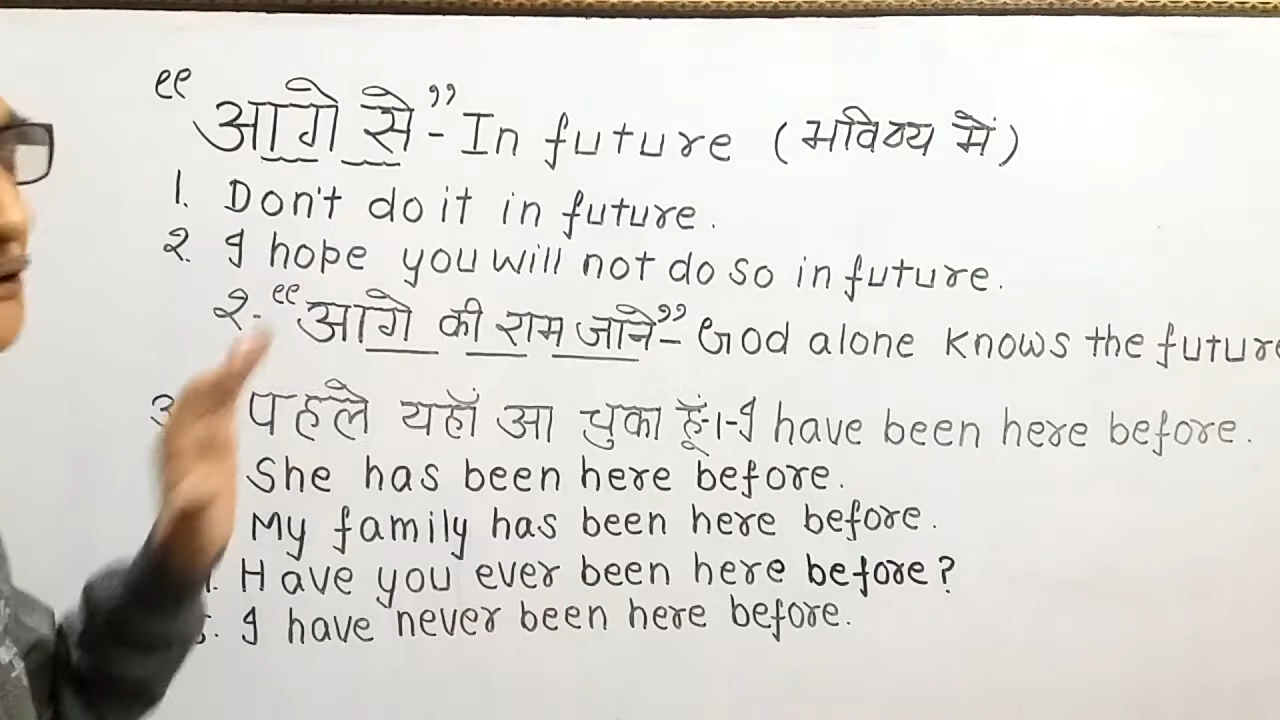 “आगे से” - In future (भविष्य में)
1. Don't do it in future.
2. I hope you will not do so in future.
२. “आगे की राम जाने” - God alone knows the future
3 पहले यहाँ आ चुका हूँ। - I have been here before.
She has been here before.
My family has been here before.
Have you ever been here before?
I have never been here before.